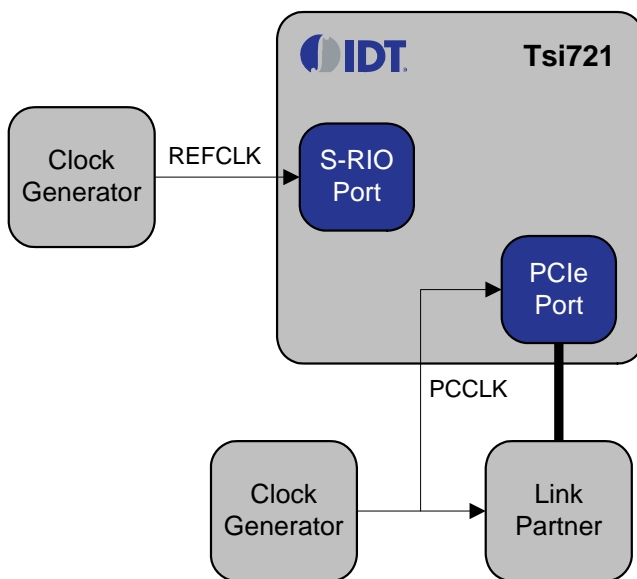 IDT
Tsi721
Clock
Generator
REFCLK
S-RIO
Port
PCIe
Port
PCCLK
Clock
Generator
Link
Partner